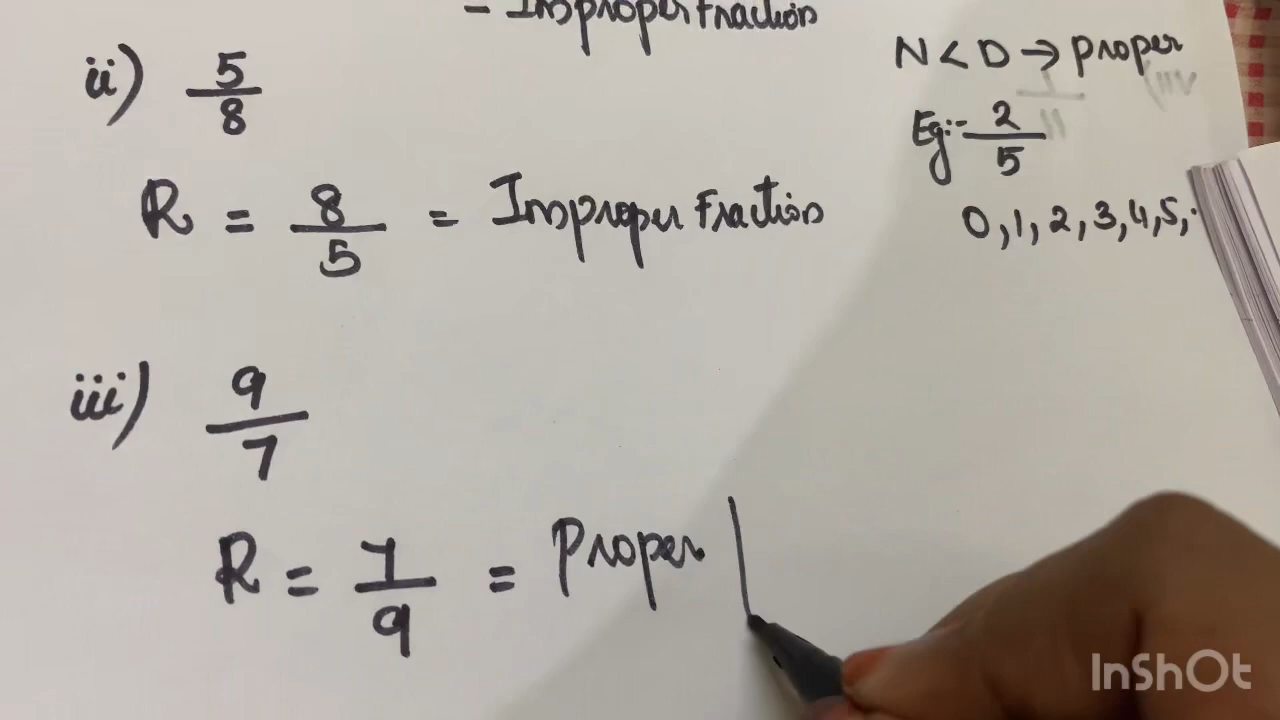 - Improper Fraction
ii) 5/8
R = 8/5 = Improper Fraction
iii) 9/7
R = 7/9 = Proper
N < D → Proper
Eg:- 2/5
0, 1, 2, 3, 4, 5, .
InShOt